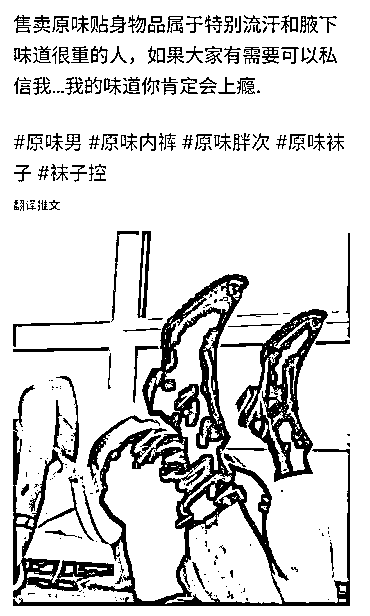 售卖原味贴身物品属于特别流汗和腋下
味道很重的人，如果大家有需要可以私
信我...我的味道你肯定会上瘾.
#原味男 #原味内裤 #原味胖次 #原味袜
子 #袜子控
翻译推文